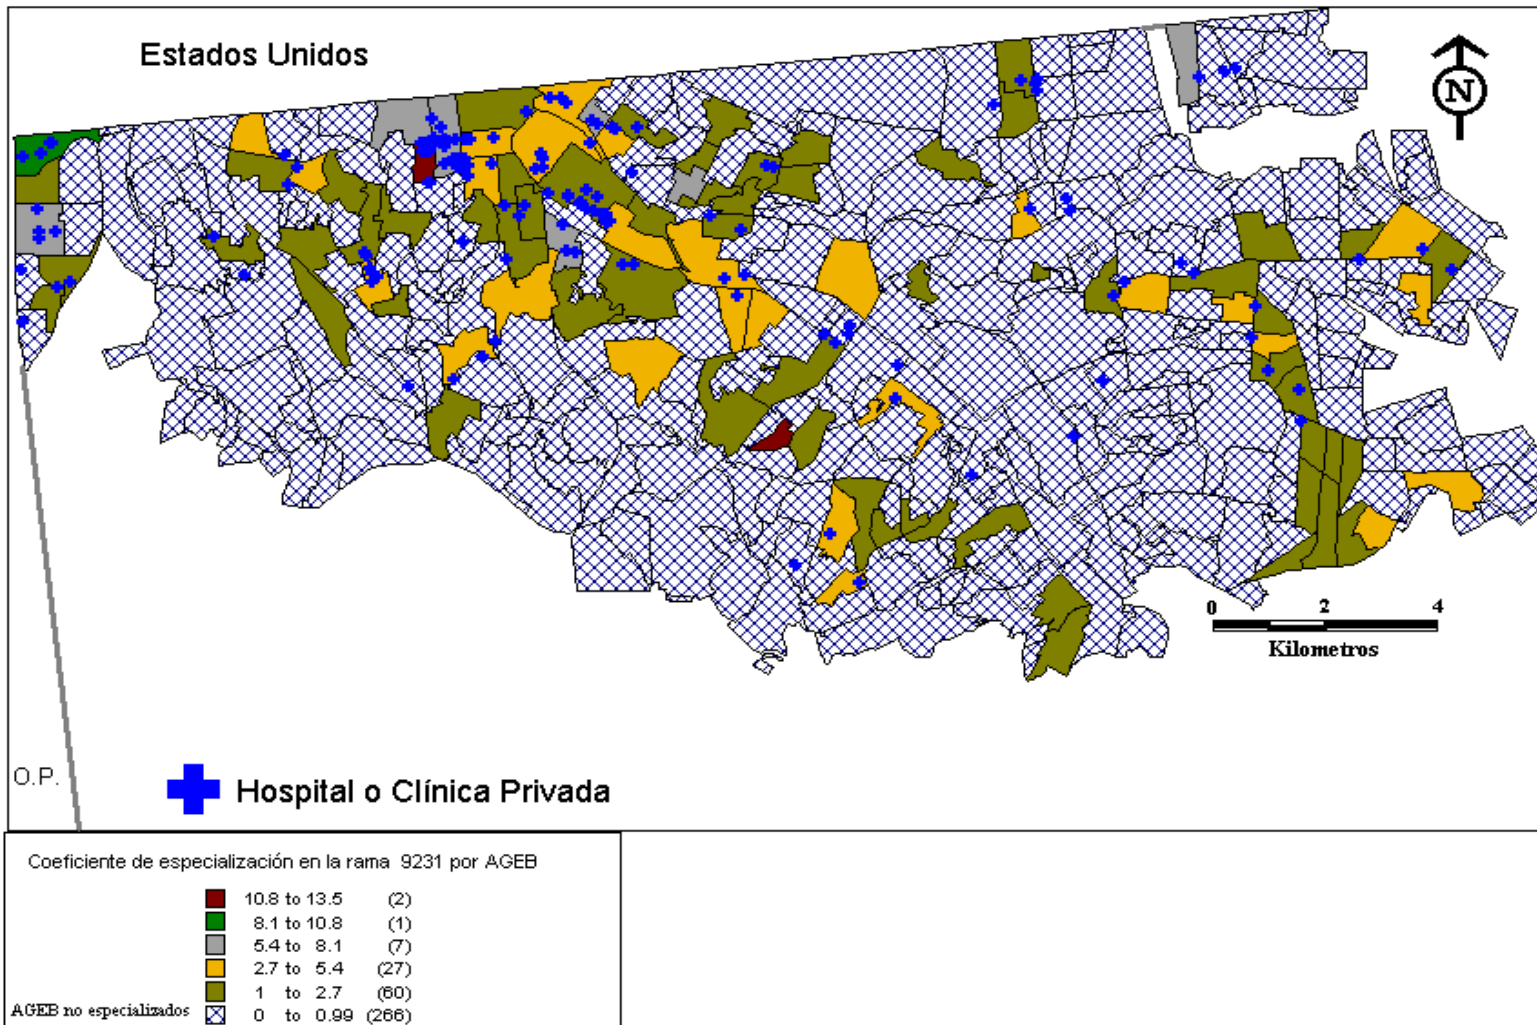 Estados Unidos
N
0 2 4
Kilometros
O.P.
Hospital o Clínica Privada
Coeficiente de especialización en la rama 9231 por AGEB
10.8 to 13.5 (2)
8.1 to 10.8 (1)
5.4 to 8.1 (7)
2.7 to 5.4 (27)
1 to 2.7 (60)
AGEB no especializados 0 to 0.99 (266)